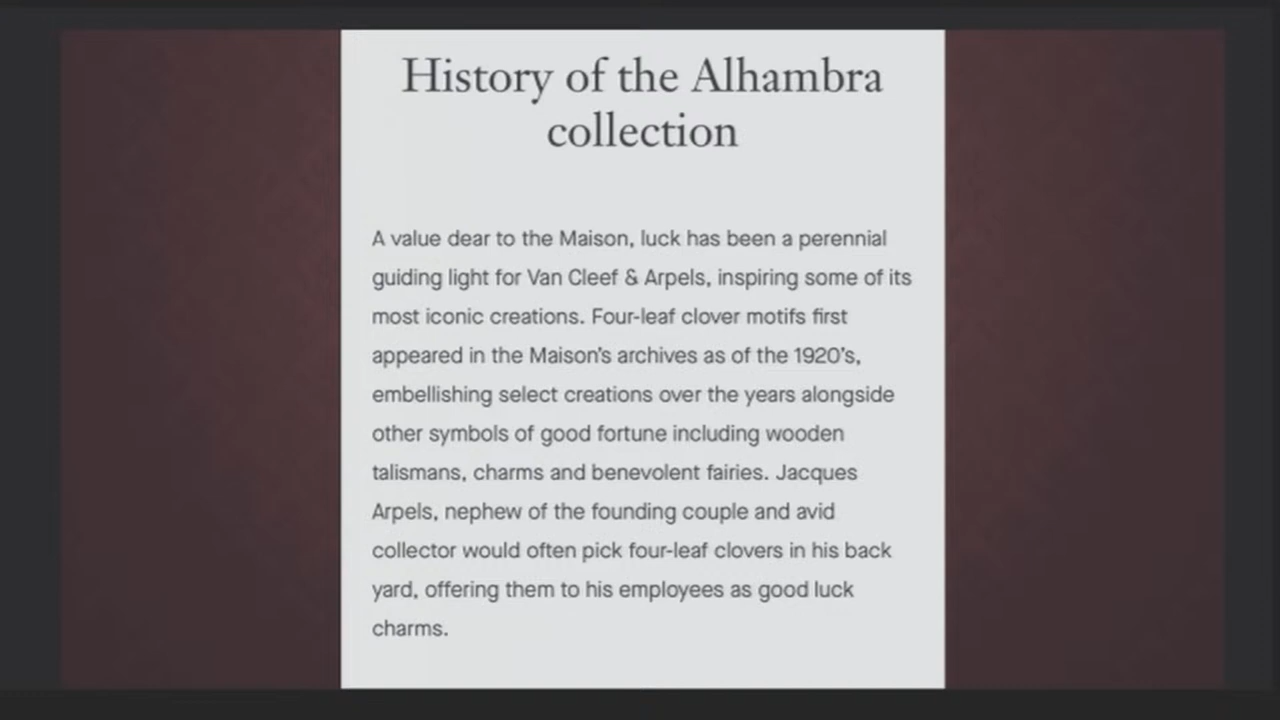 History of the Alhambra
collection
A value dear to the Maison, luck has been a perennial
guiding light for Van Cleef & Arpels, inspiring some of its
most iconic creations. Four-leaf clover motifs first
appeared in the Maison’s archives as of the 1920’s,
embellishing select creations over the years alongside
other symbols of good fortune including wooden
talismans, charms and benevolent fairies. Jacques
Arpels, nephew of the founding couple and avid
collector would often pick four-leaf clovers in his back
yard, offering them to his employees as good luck
charms.